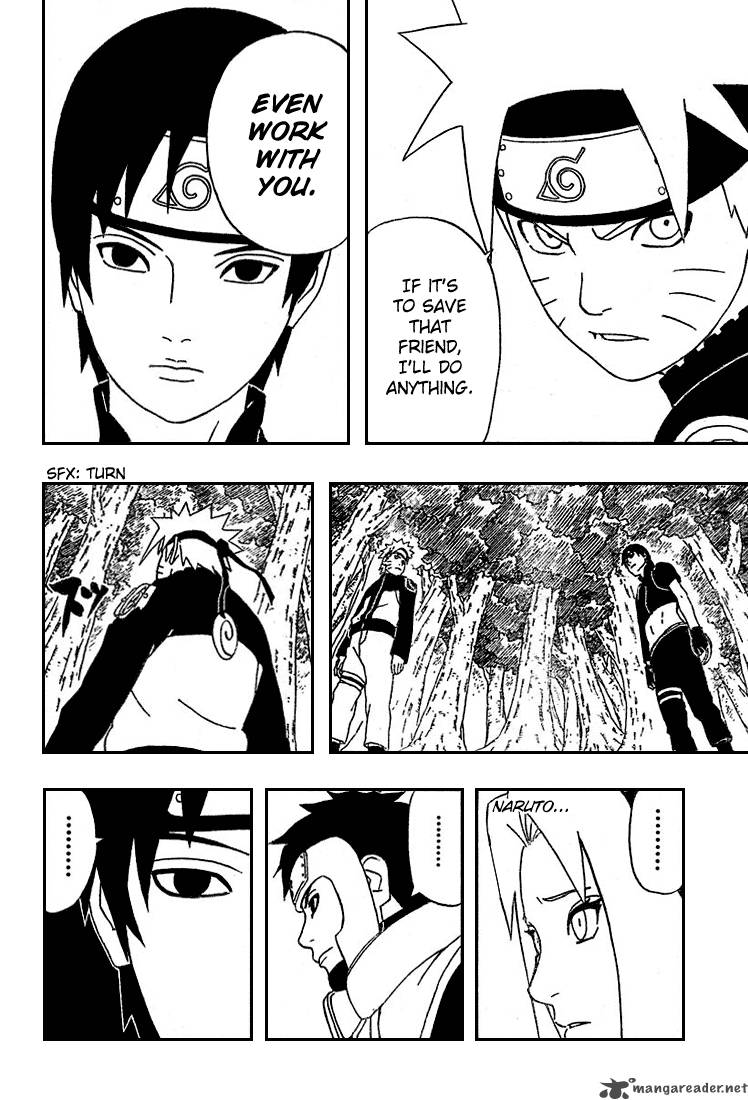 IF IT'S
TO SAVE
THAT
FRIEND,
I'LL DO
ANYTHING.
EVEN
WORK
WITH
YOU.
SFX: TURN
NARUTO...
........
........
........
mangareader.net